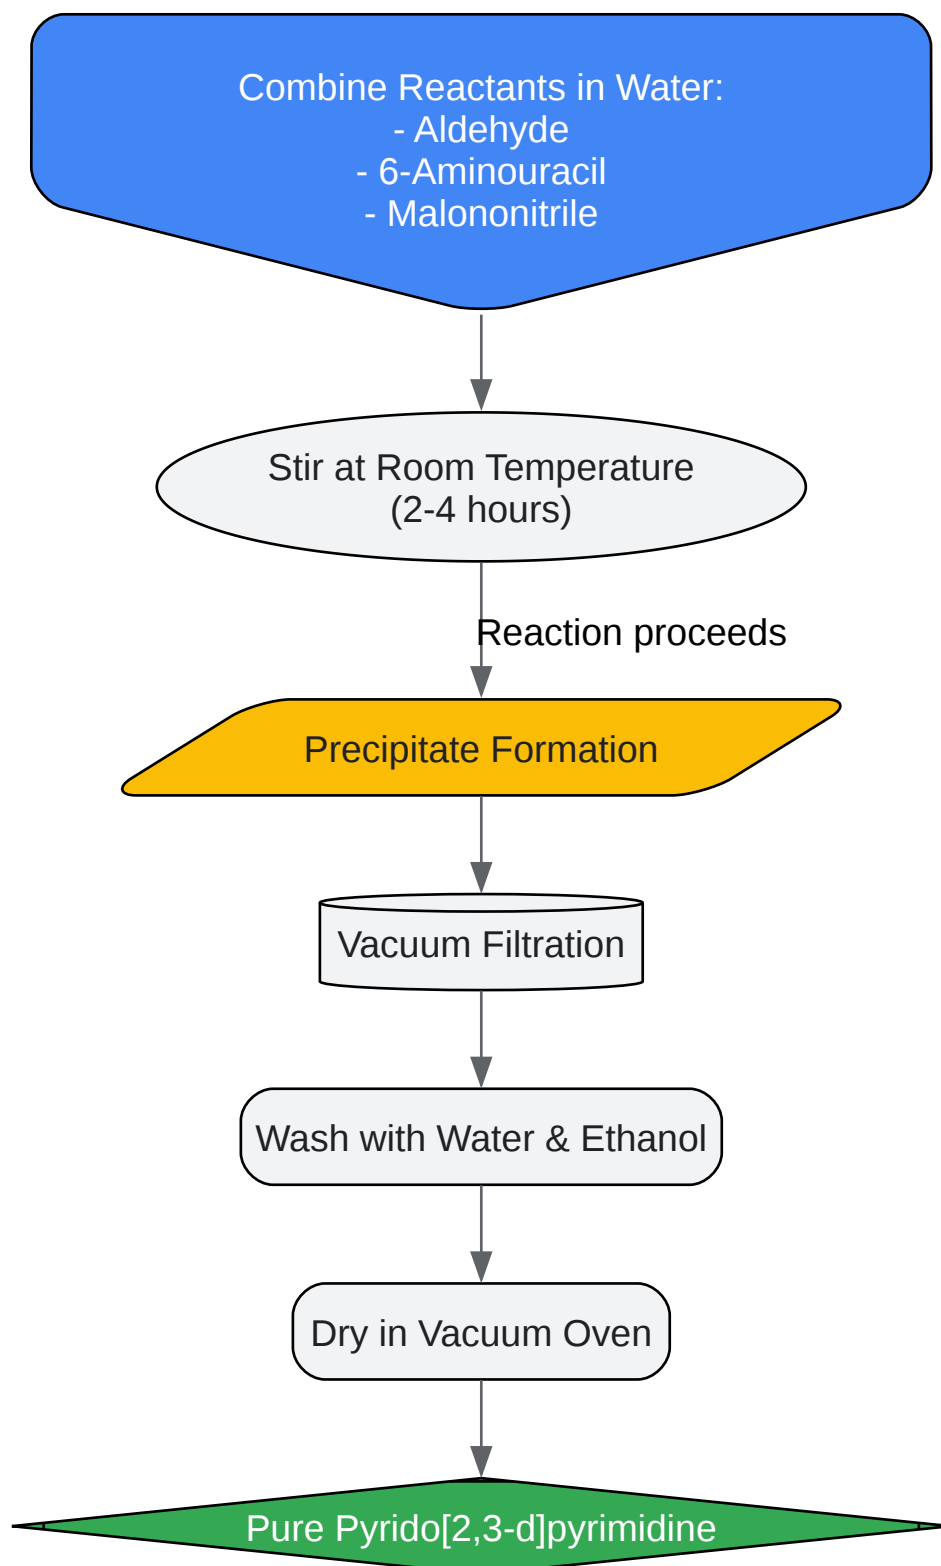 Combine Reactants in Water:
- Aldehyde
- 6-Aminouracil
- Malononitrile
Stir at Room Temperature
(2-4 hours)
Reaction proceeds
Precipitate Formation
Vacuum Filtration
Wash with Water & Ethanol
Dry in Vacuum Oven
Pure Pyrido[2,3-d]pyrimidine